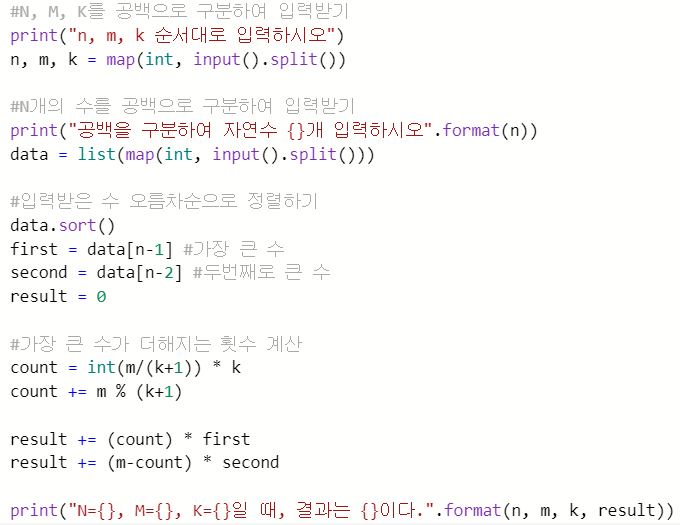 #N, M, K를 공백으로 구분하여 입력받기
print("n, m, k 순서대로 입력하시오")
n, m, k = map(int, input().split())
#N개의 수를 공백으로 구분하여 입력받기
print("공백을 구분하여 자연수 {}개 입력하시오".format(n))
data = list(map(int, input().split()))
#입력받은 수 오름차순으로 정렬하기
data.sort()
first = data[n-1] #가장 큰 수
second = data[n-2] #두번째로 큰 수
result = 0
#가장 큰 수가 더해지는 횟수 계산
count = int(m/(k+1)) * k
count += m % (k+1)
result += (count) * first
result += (m-count) * second
print("N={}, M={}, K={}일 때, 결과는 {}이다.".format(n, m, k, result))